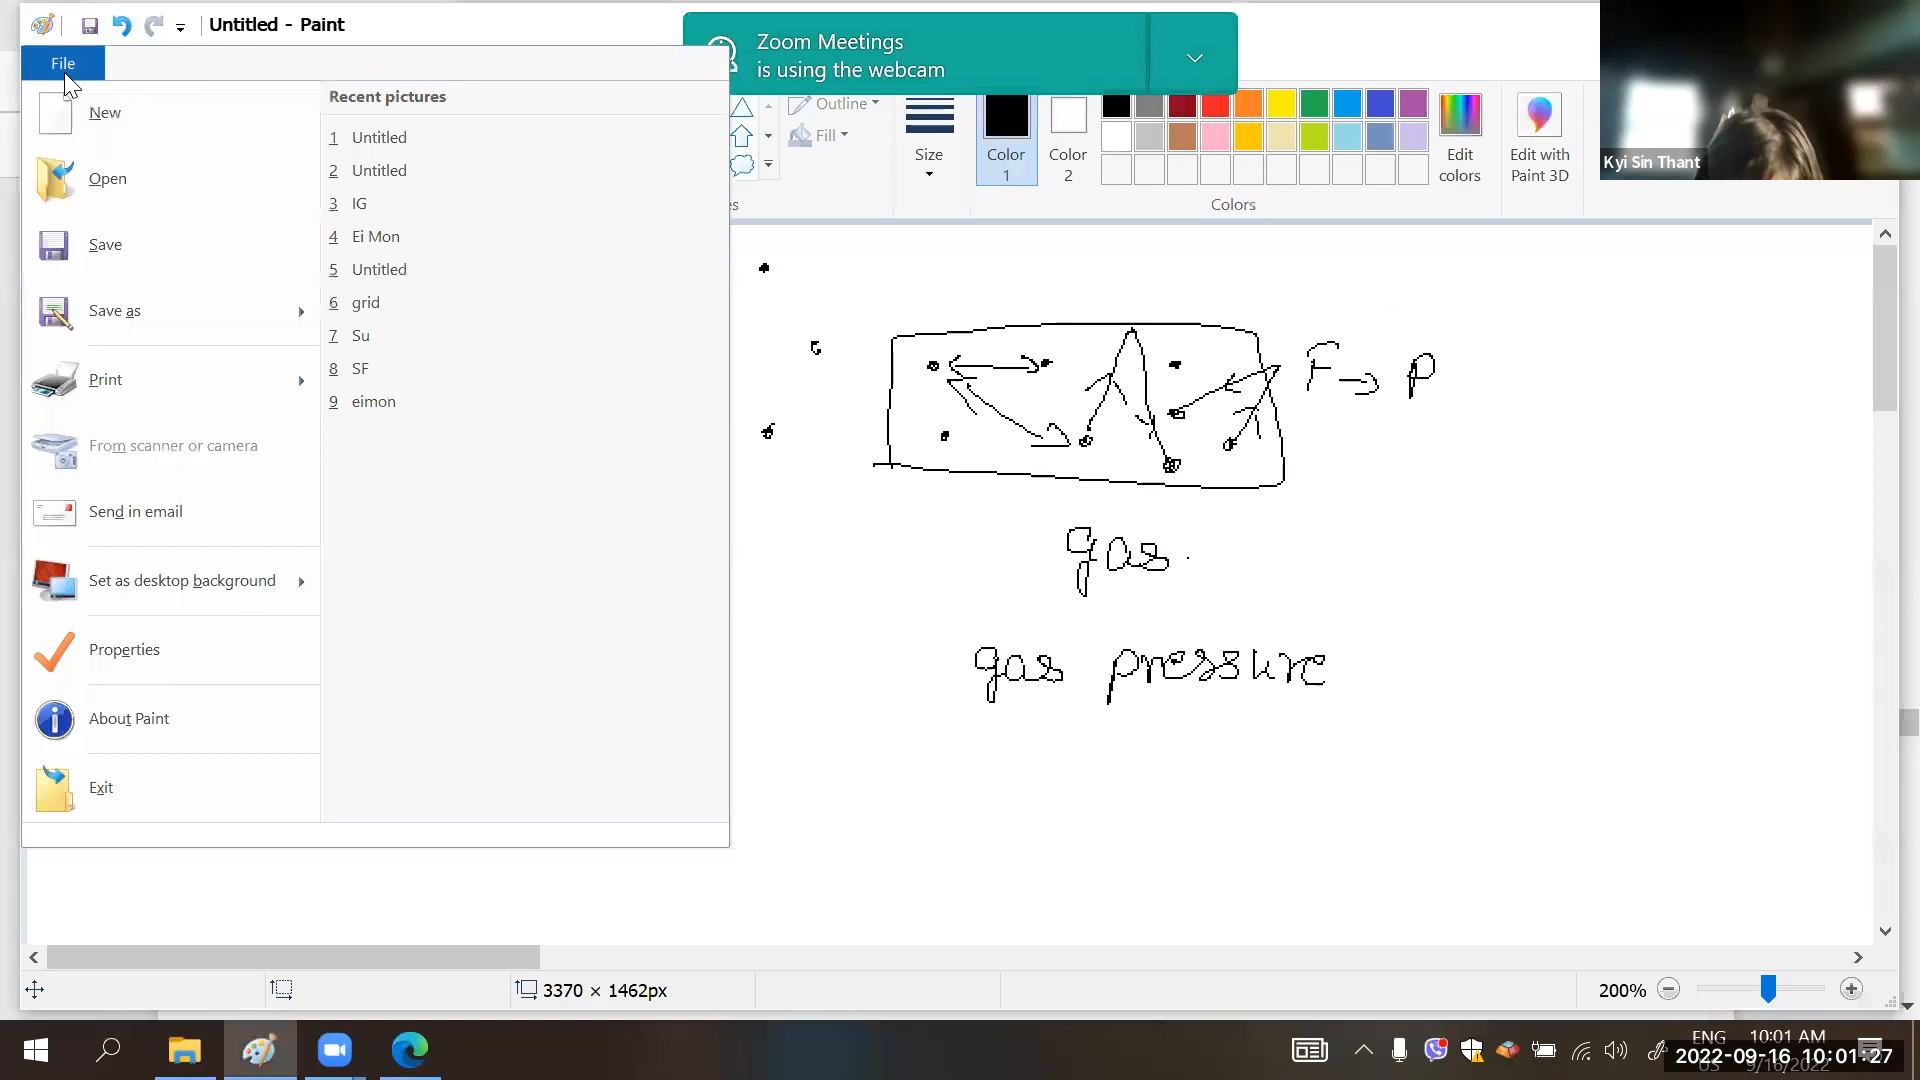 Untitled - Paint
Zoom Meetings
is using the webcam
File
New
Open
Save
Save as
Print
From scanner or camera
Send in email
Set as desktop background
Properties
About Paint
Exit
Recent pictures
1 Untitled
2 Untitled
3 IG
4 Ei Mon
5 Untitled
6 grid
7 Su
8 SF
9 eimon
Outline
Fill
Size
Color
1
Color
2
Edit
colors
Edit with
Paint 3D
Colors
Kyi Sin Thant
F → P
gas
gas pressure
3370 × 1462px
200%
ENG
10:01 AM
2022-09-16 10:01:27
9/16/2022